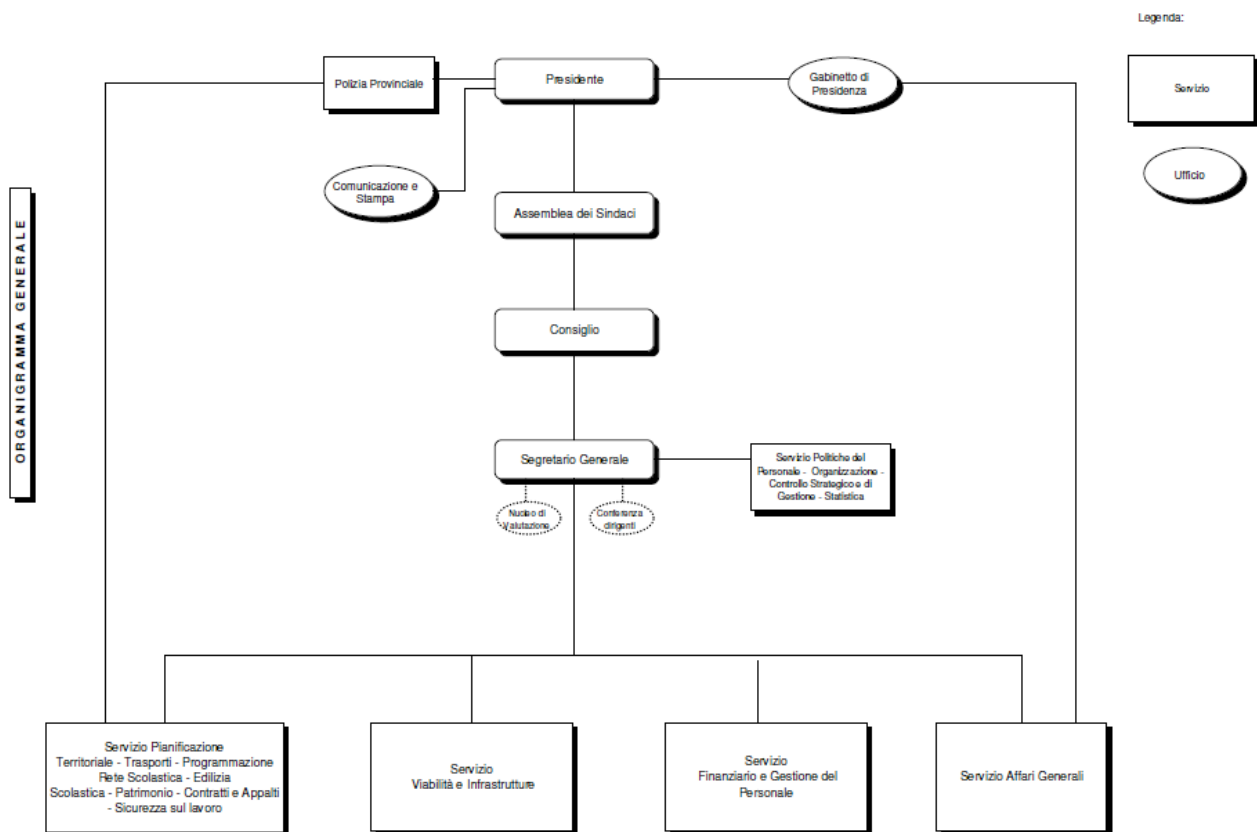 Legenda:
Servizio
Ufficio
ORGANIGRAMMA GENERALE
Polizia Provinciale
Presidente
Gabinetto di
Presidenza
Comunicazione e
Stampa
Assemblea dei Sindaci
Consiglio
Segretario Generale
Servizio Politiche del
Personale - Organizzazione -
Controllo Strategico e di
Gestione - Statistica
Nucleo di
Valutazione
Conferenza
dirigenti
Servizio Pianificazione
Territoriale - Trasporti - Programmazione
Rete Scolastica - Edilizia
Scolastica - Patrimonio - Contratti e Appalti
- Sicurezza sul lavoro
Servizio
Viabilità e Infrastrutture
Servizio
Finanziario e Gestione del
Personale
Servizio Affari Generali